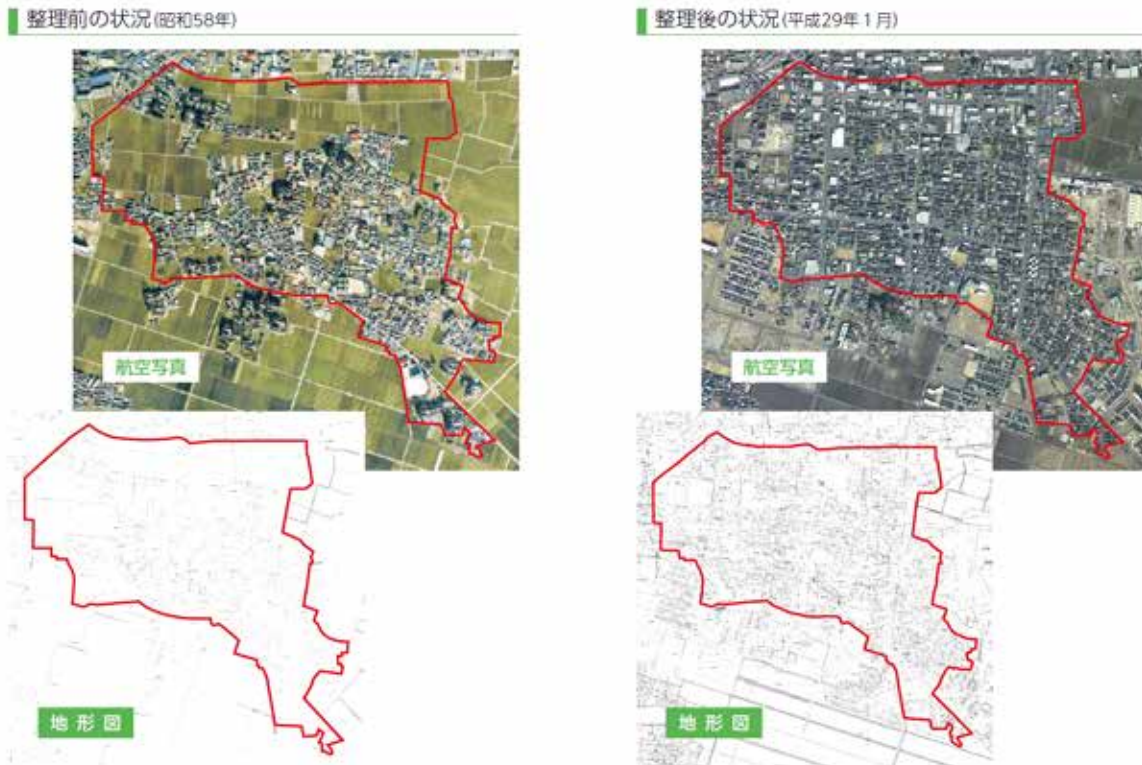 整理前の状況(昭和58年)
航空写真
地形図
整理後の状況(平成29年1月)
航空写真
地形図